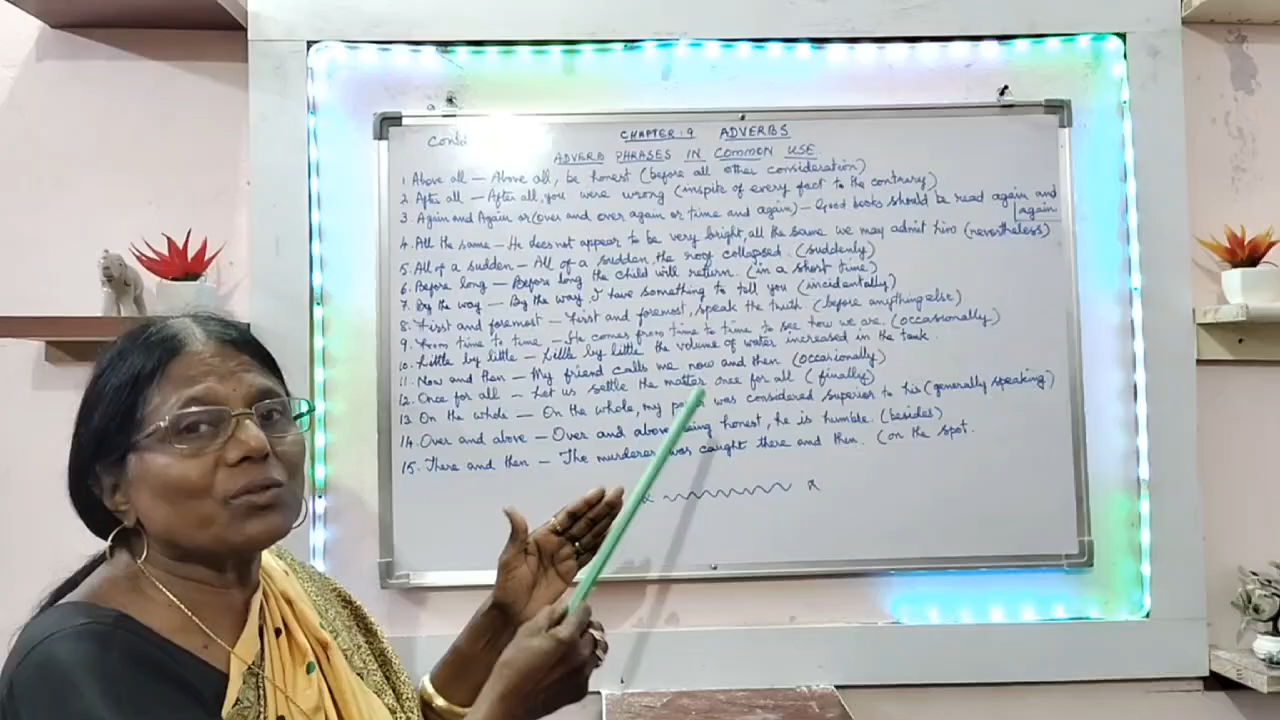 Contd
CHAPTER:9 ADVERBS
ADVERB PHRASES IN COMMON USE
1. Above all – Above all, be honest (before all other consideration)
2. After all – After all, you were wrong (inspite of every fact to the contrary)
3. Again and Again or (over and over again or time and again) – Good books should be read again and
again
4. All the same – He does not appear to be very bright, all the same we may admit him (nevertheless)
5. All of a sudden – All of a sudden, the roof collapsed. (suddenly)
6. Before long – Before long the child will return. (in a short time)
7. By the way – By the way, I have something to tell you (incidentally)
8. First and foremost – First and foremost, speak the truth (before anything else)
9. From time to time – He comes from time to time to see how we are. (occassionally)
10. Little by little – Little by little the volume of water increased in the tank.
11. Now and then – My friend calls me now and then (occasionally)
12. Once for all – Let us settle the matter once for all (finally)
13. On the whole – On the whole, my was considered superior to his (generally speaking)
14. Over and above – Over and above being honest, he is humble. (besides)
15. There and then – The murderer was caught there and then. (on the spot.